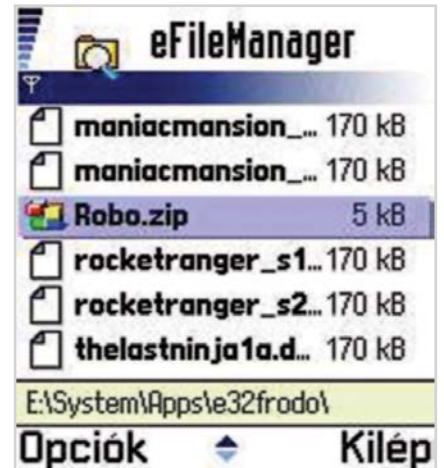 eFileManager
maniacmansion_... 170 kB
maniacmansion_... 170 kB
Robo.zip 5 kB
rocketranger_s1... 170 kB
rocketranger_s2... 170 kB
thelastninja1a.d... 170 kB
E:\System\Apps\e32frodo\
Opciók Kilép